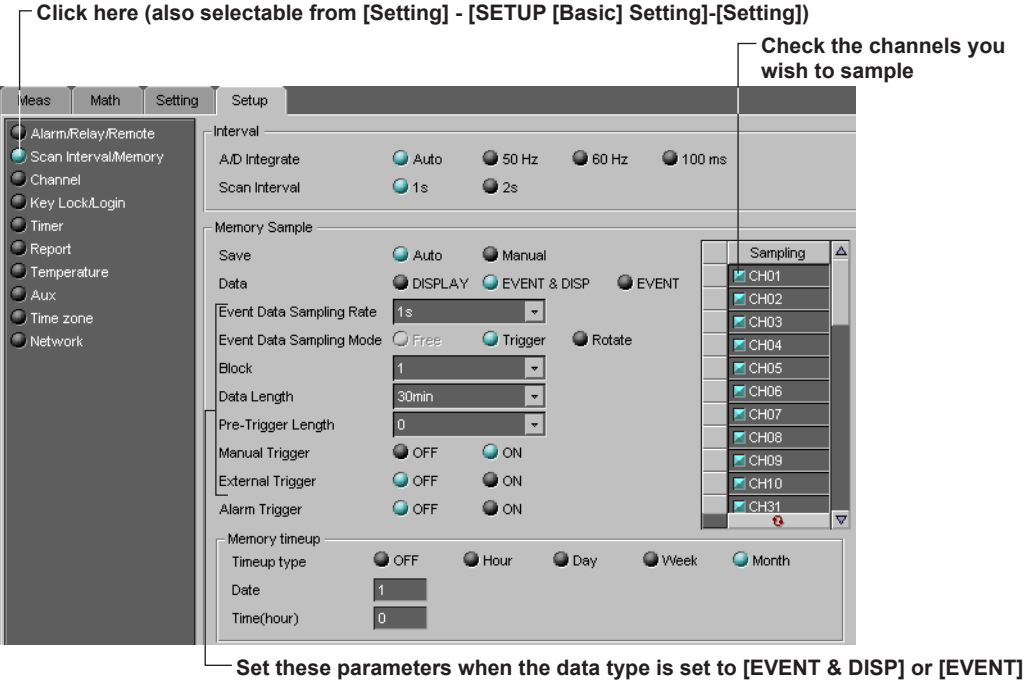 Click here (also selectable from [Setting] - [SETUP [Basic] Setting]-[Setting])
Check the channels you
wish to sample
Meas Math Setting Setup
Alarm/Relay/Remote
Scan Interval/Memory
Channel
Key Lock/Login
Timer
Report
Temperature
Aux
Time zone
Network
Interval
A/D Integrate Auto 50 Hz 60 Hz 100 ms
Scan Interval 1s 2s
Memory Sample
Save Auto Manual
Data DISPLAY EVENT & DISP EVENT
Event Data Sampling Rate 1s
Event Data Sampling Mode Free Trigger Rotate
Block 1
Data Length 30min
Pre-Trigger Length 0
Manual Trigger OFF ON
External Trigger OFF ON
Alarm Trigger OFF ON
Sampling
CH01
CH02
CH03
CH04
CH05
CH06
CH07
CH08
CH09
CH10
CH31
Memory timeup
Timeup type OFF Hour Day Week Month
Date 1
Time(hour) 0
Set these parameters when the data type is set to [EVENT & DISP] or [EVENT]